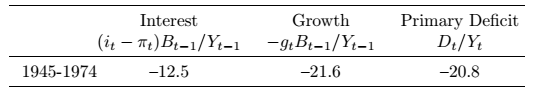 Interest Growth Primary Deficit
(i_t − π_t)B_{t−1}/Y_{t−1} −g_tB_{t−1}/Y_{t−1} D_t/Y_t
1945-1974 –12.5 –21.6 –20.8